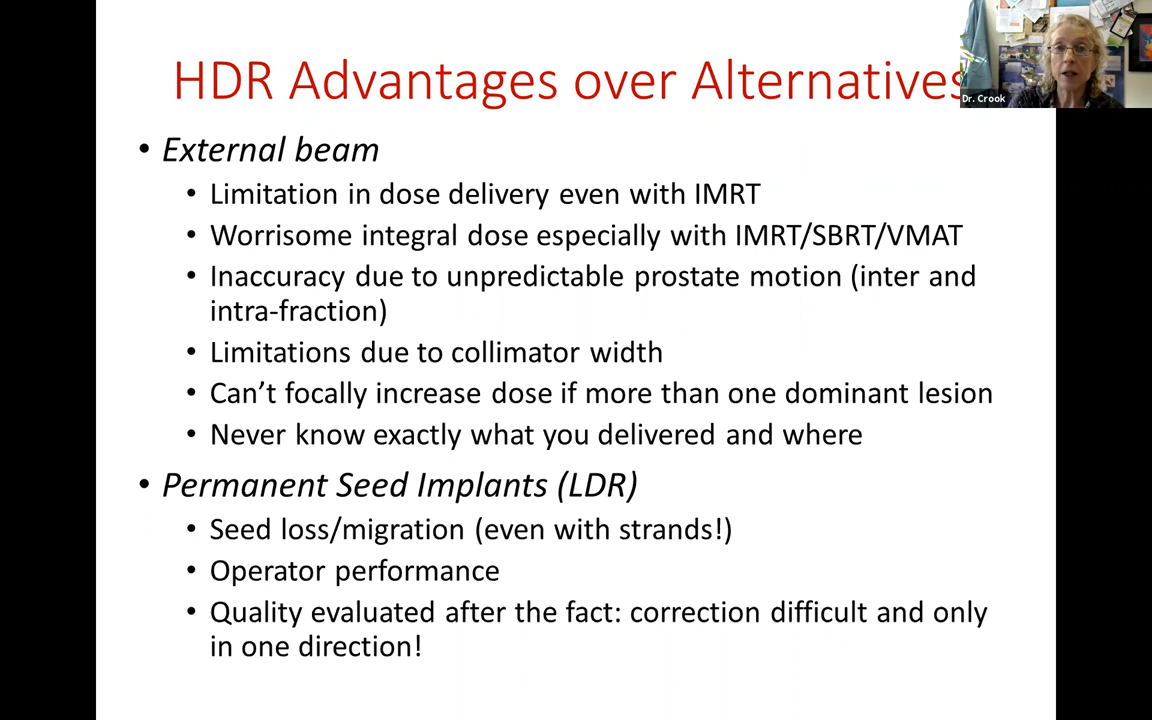 HDR Advantages over Alternatives
Dr. Crook
• External beam
• Limitation in dose delivery even with IMRT
• Worrisome integral dose especially with IMRT/SBRT/VMAT
• Inaccuracy due to unpredictable prostate motion (inter and
intra-fraction)
• Limitations due to collimator width
• Can’t focally increase dose if more than one dominant lesion
• Never know exactly what you delivered and where
• Permanent Seed Implants (LDR)
• Seed loss/migration (even with strands!)
• Operator performance
• Quality evaluated after the fact: correction difficult and only
in one direction!